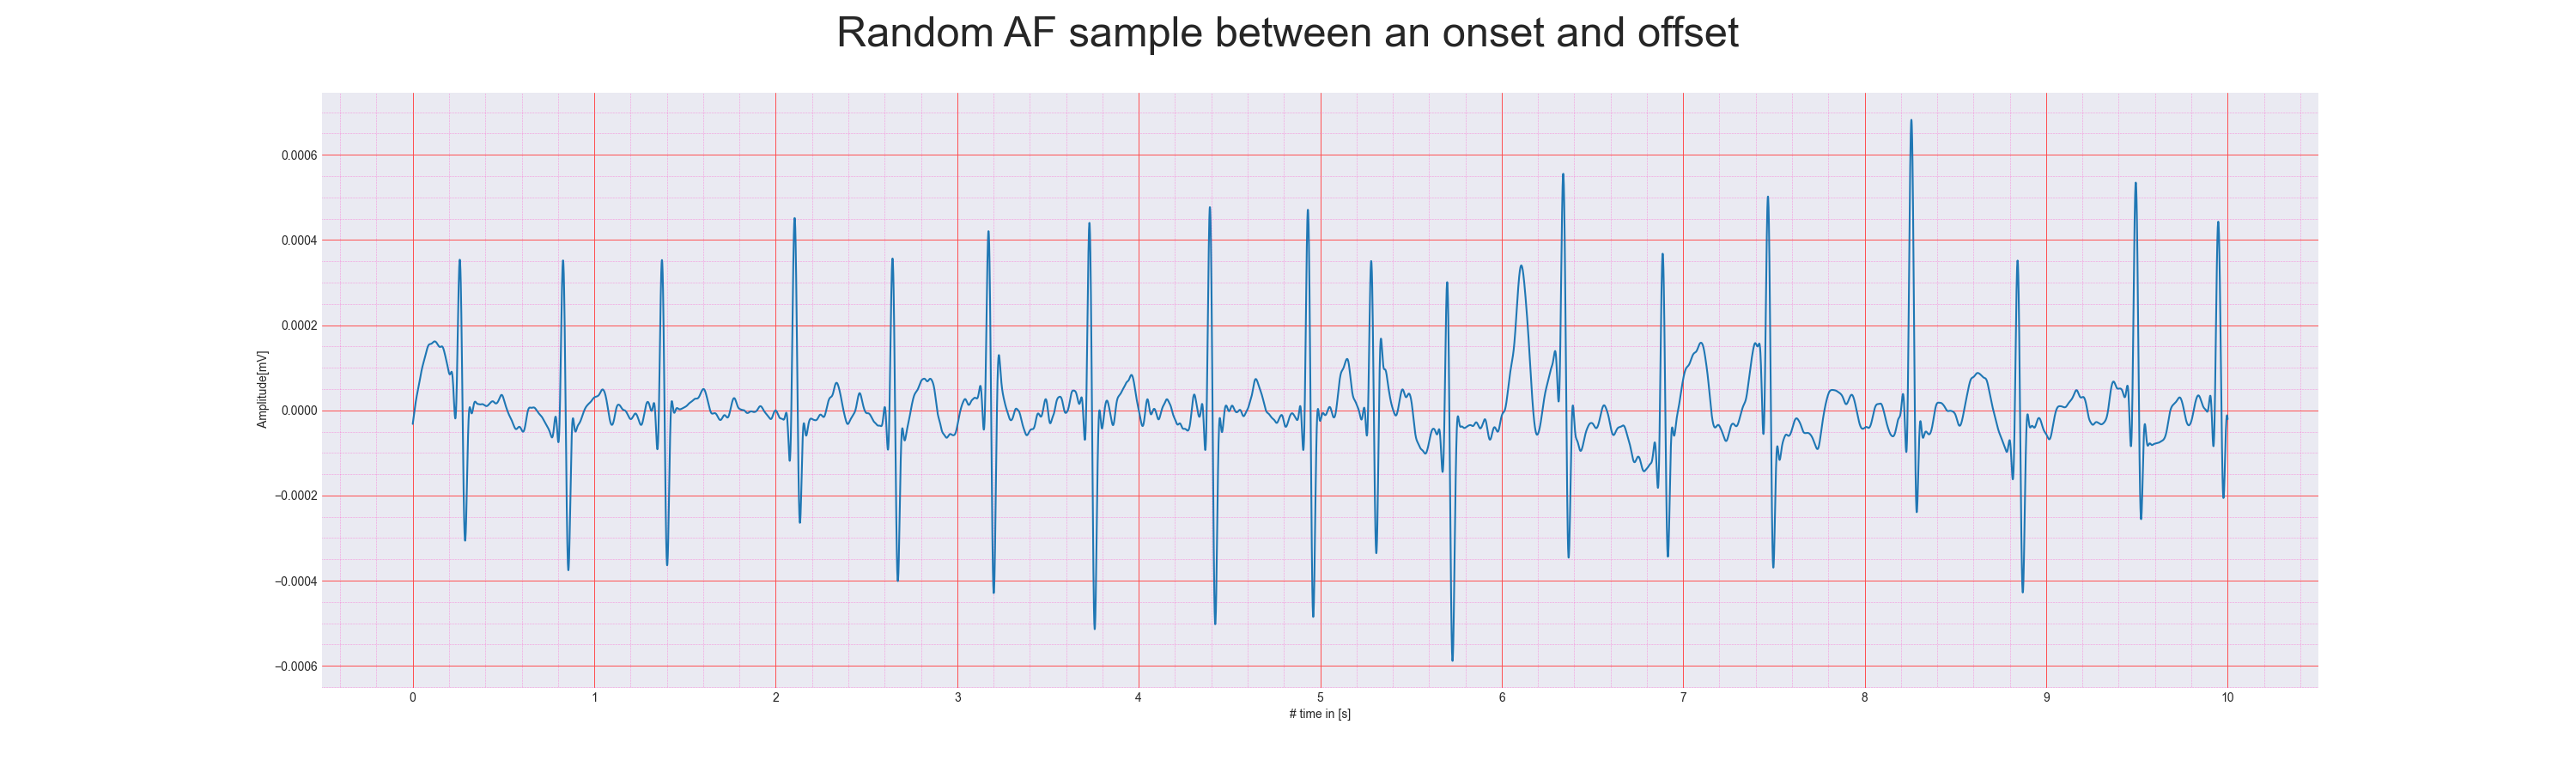 Random AF sample between an onset and offset
Amplitude[mV]
0.0006
0.0004
0.0002
0.0000
−0.0002
−0.0004
−0.0006
0 1 2 3 4 5 6 7 8 9 10
# time in [s]